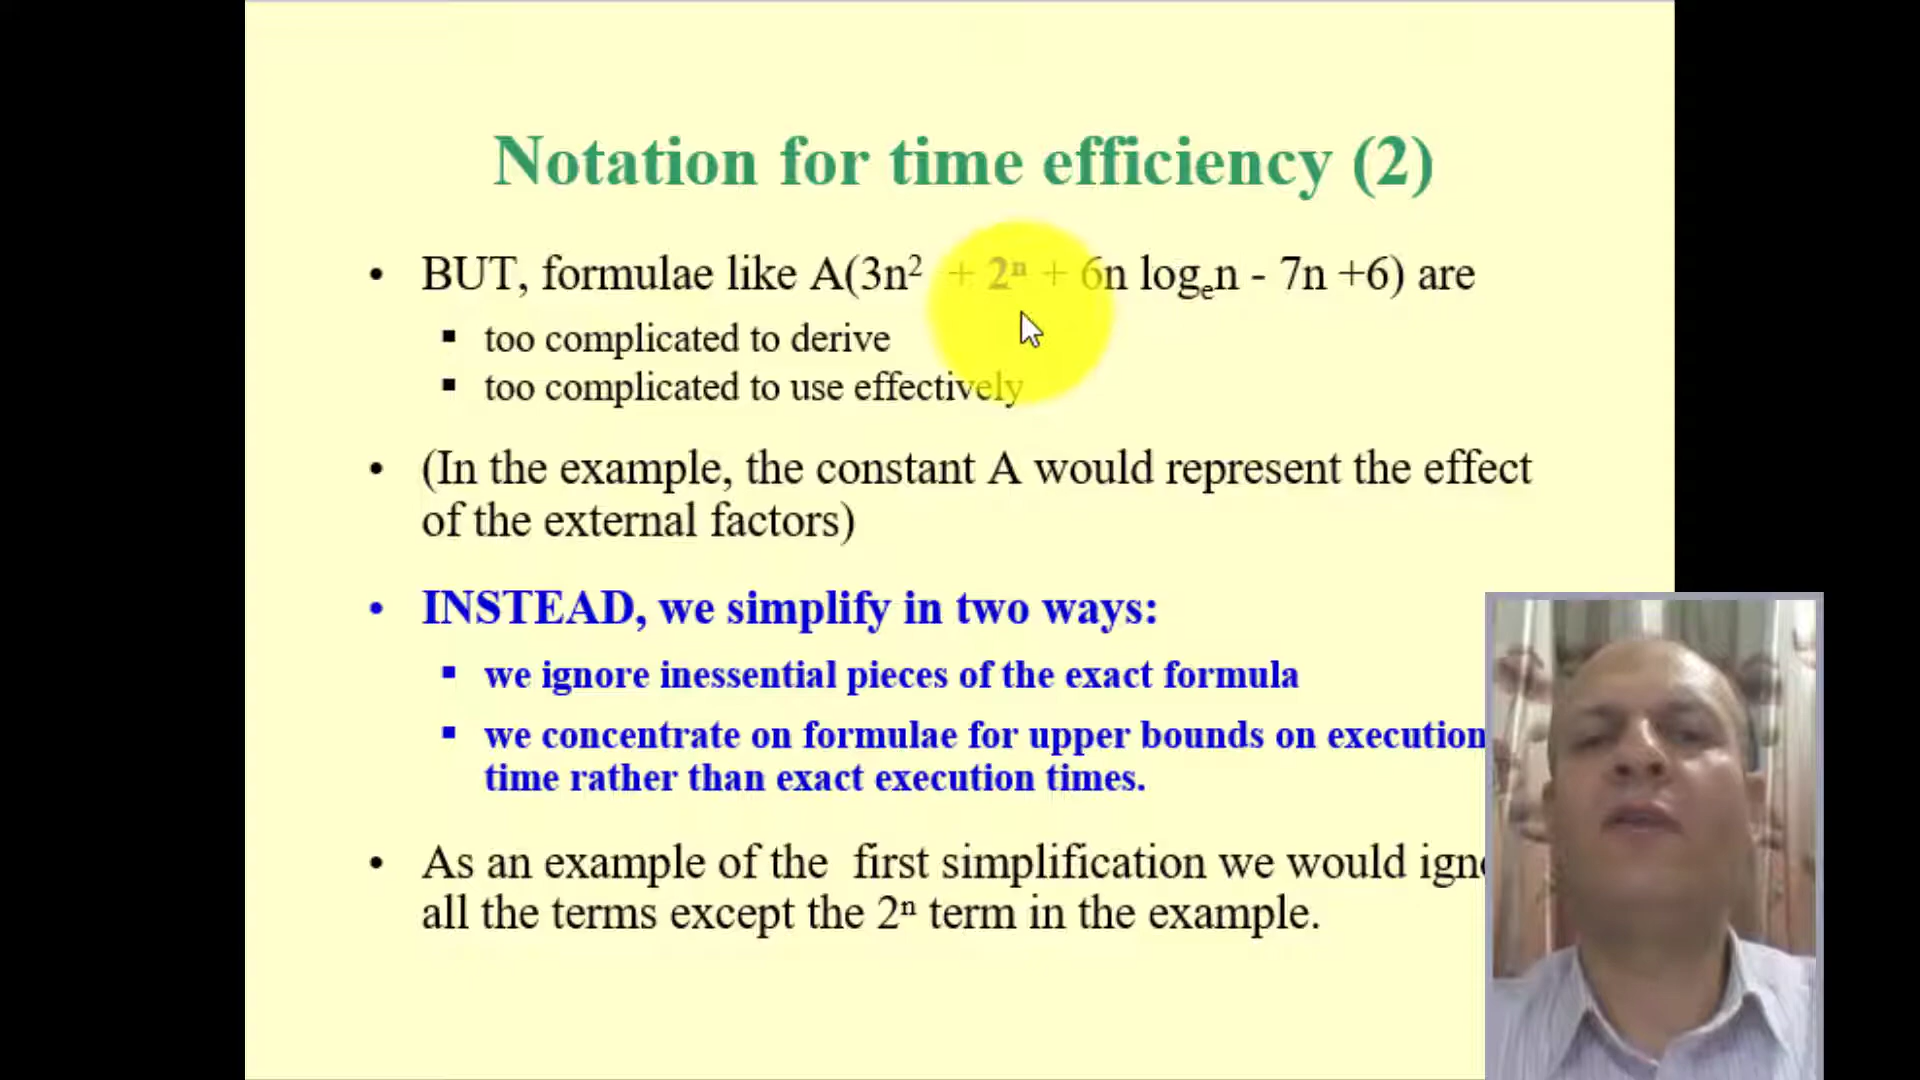 Notation for time efficiency (2)
• BUT, formulae like A(3n² + 2ⁿ + 6n logₑn - 7n +6) are
▪ too complicated to derive
▪ too complicated to use effectively
• (In the example, the constant A would represent the effect
of the external factors)
• INSTEAD, we simplify in two ways:
▪ we ignore inessential pieces of the exact formula
▪ we concentrate on formulae for upper bounds on execution
time rather than exact execution times.
• As an example of the first simplification we would
all the terms except the 2ⁿ term in the example.